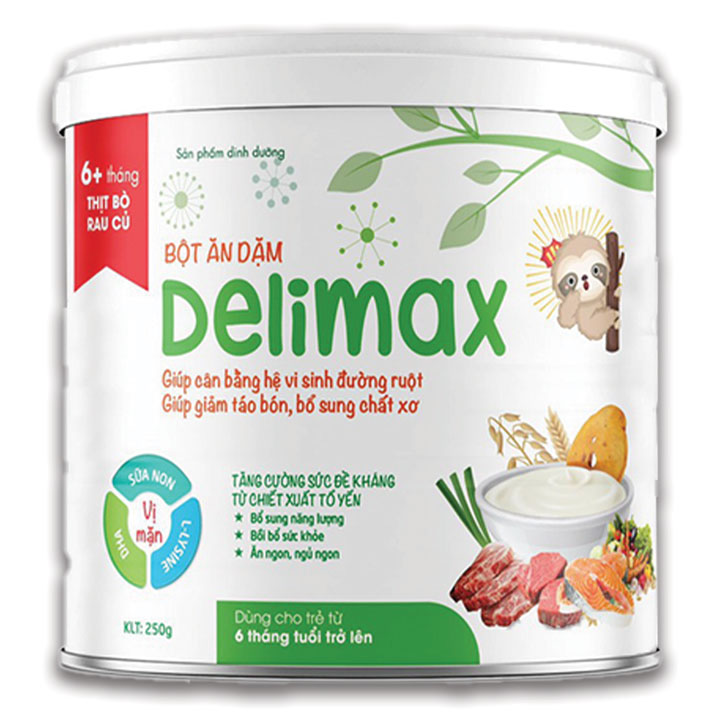 Sản phẩm dinh dưỡng
6+ tháng
THỊT BÒ
RAU CỦ
BỘT ĂN DẶM
Delimax
Giúp cân bằng hệ vi sinh đường ruột
Giúp giảm táo bón, bổ sung chất xơ
SỮA NON
DHA
L-LYSINE
Vị
mặn
TĂNG CƯỜNG SỨC ĐỀ KHÁNG
TỪ CHIẾT XUẤT TỔ YẾN
★ Bổ sung năng lượng
★ Bồi bổ sức khỏe
★ Ăn ngon, ngủ ngon
KLT: 250g
Dùng cho trẻ từ
6 tháng tuổi trở lên